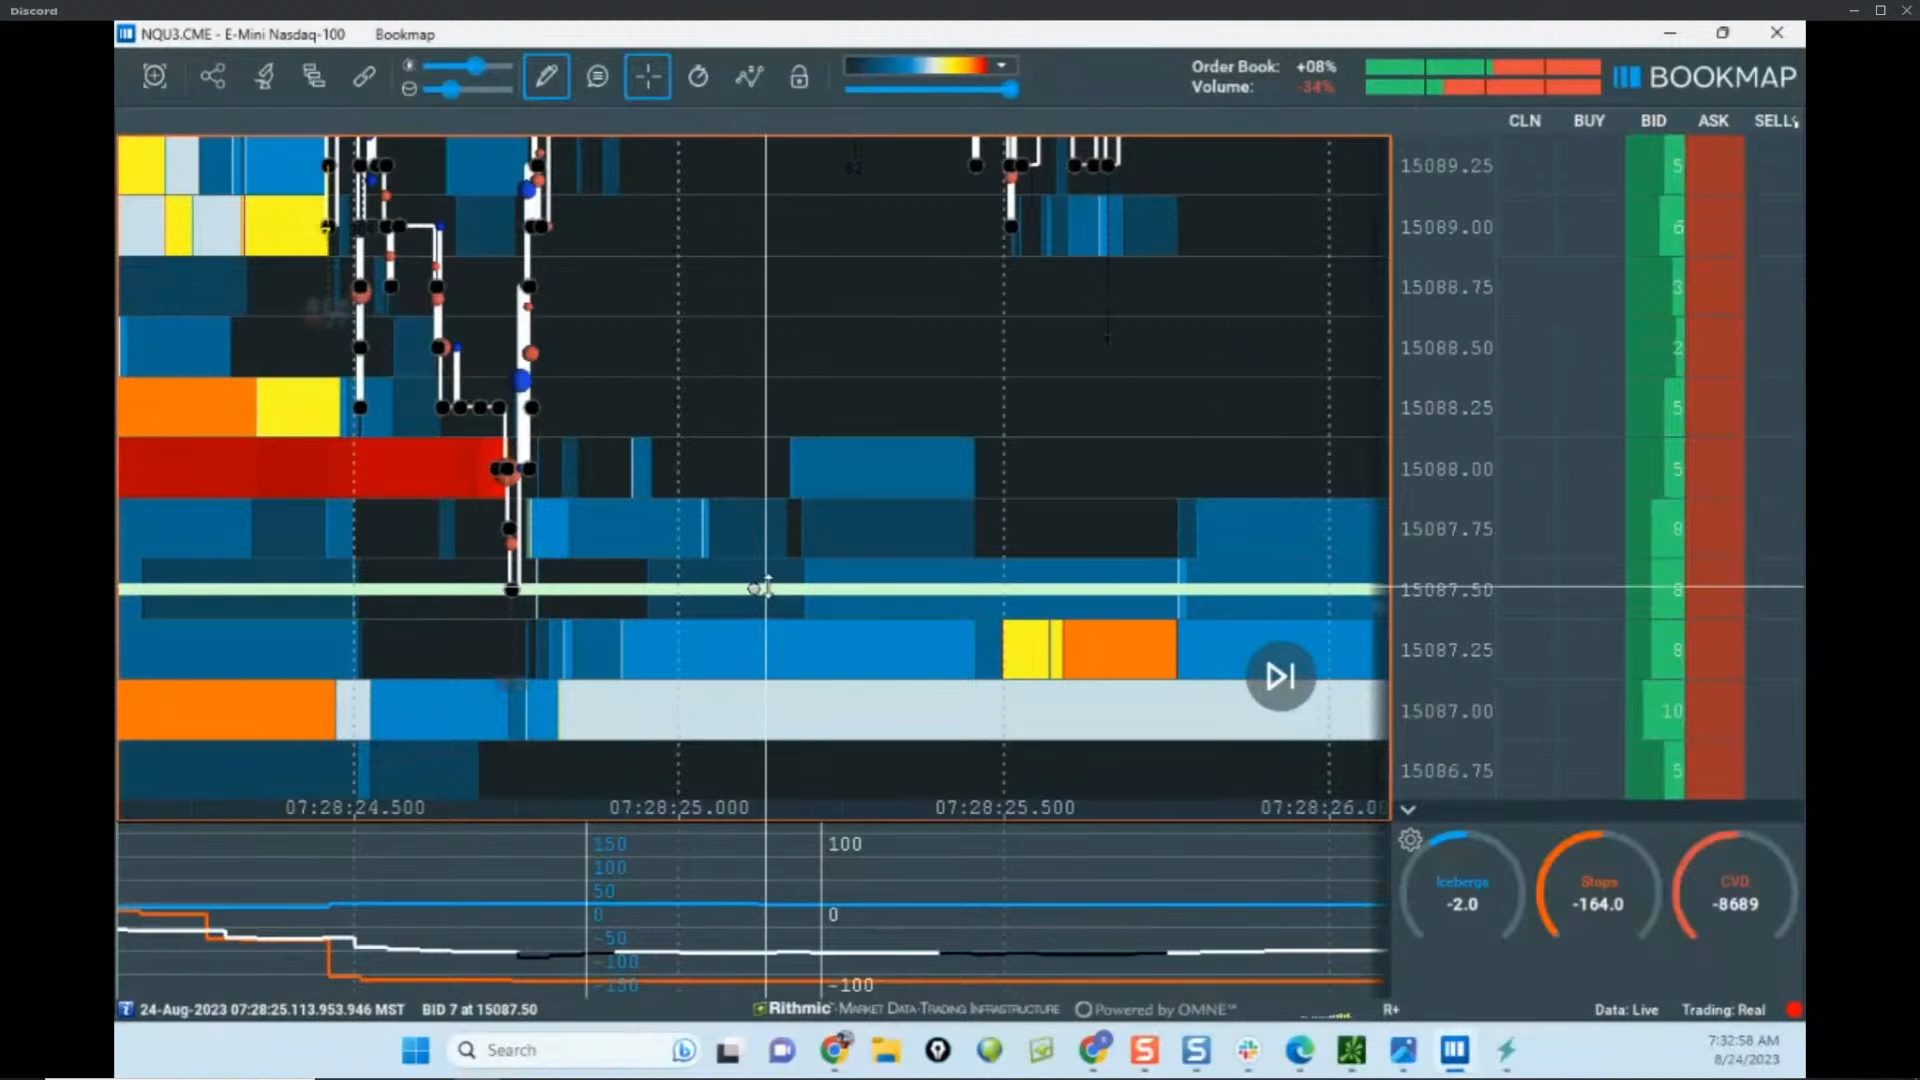 Discord
NQU3.CME - E-Mini Nasdaq-100 Bookmap
Order Book: +08%
Volume: -34%
BOOKMAP
CLN BUY BID ASK SELL
62
15089.25 5
15089.00 6
15088.75 3
15088.50 2
15088.25 5
15088.00 5
15087.75 8
15087.50 8
15087.25 8
15087.00 10
15086.75 5
07:28:24.500 07:28:25.000 07:28:25.500 07:28:26.00
150 100
100
50
0 0
-50
-100
-150 -100
Icebergs Stops CVD
-2.0 -164.0 -8689
24-Aug-2023 07:28:25.113.953.946 MST BID 7 at 15087.50
Rithmic Market Data·Trading Infrastructure Powered by OMNE™ R+ Data: Live Trading: Real
Search
7:32:58 AM
8/24/2023